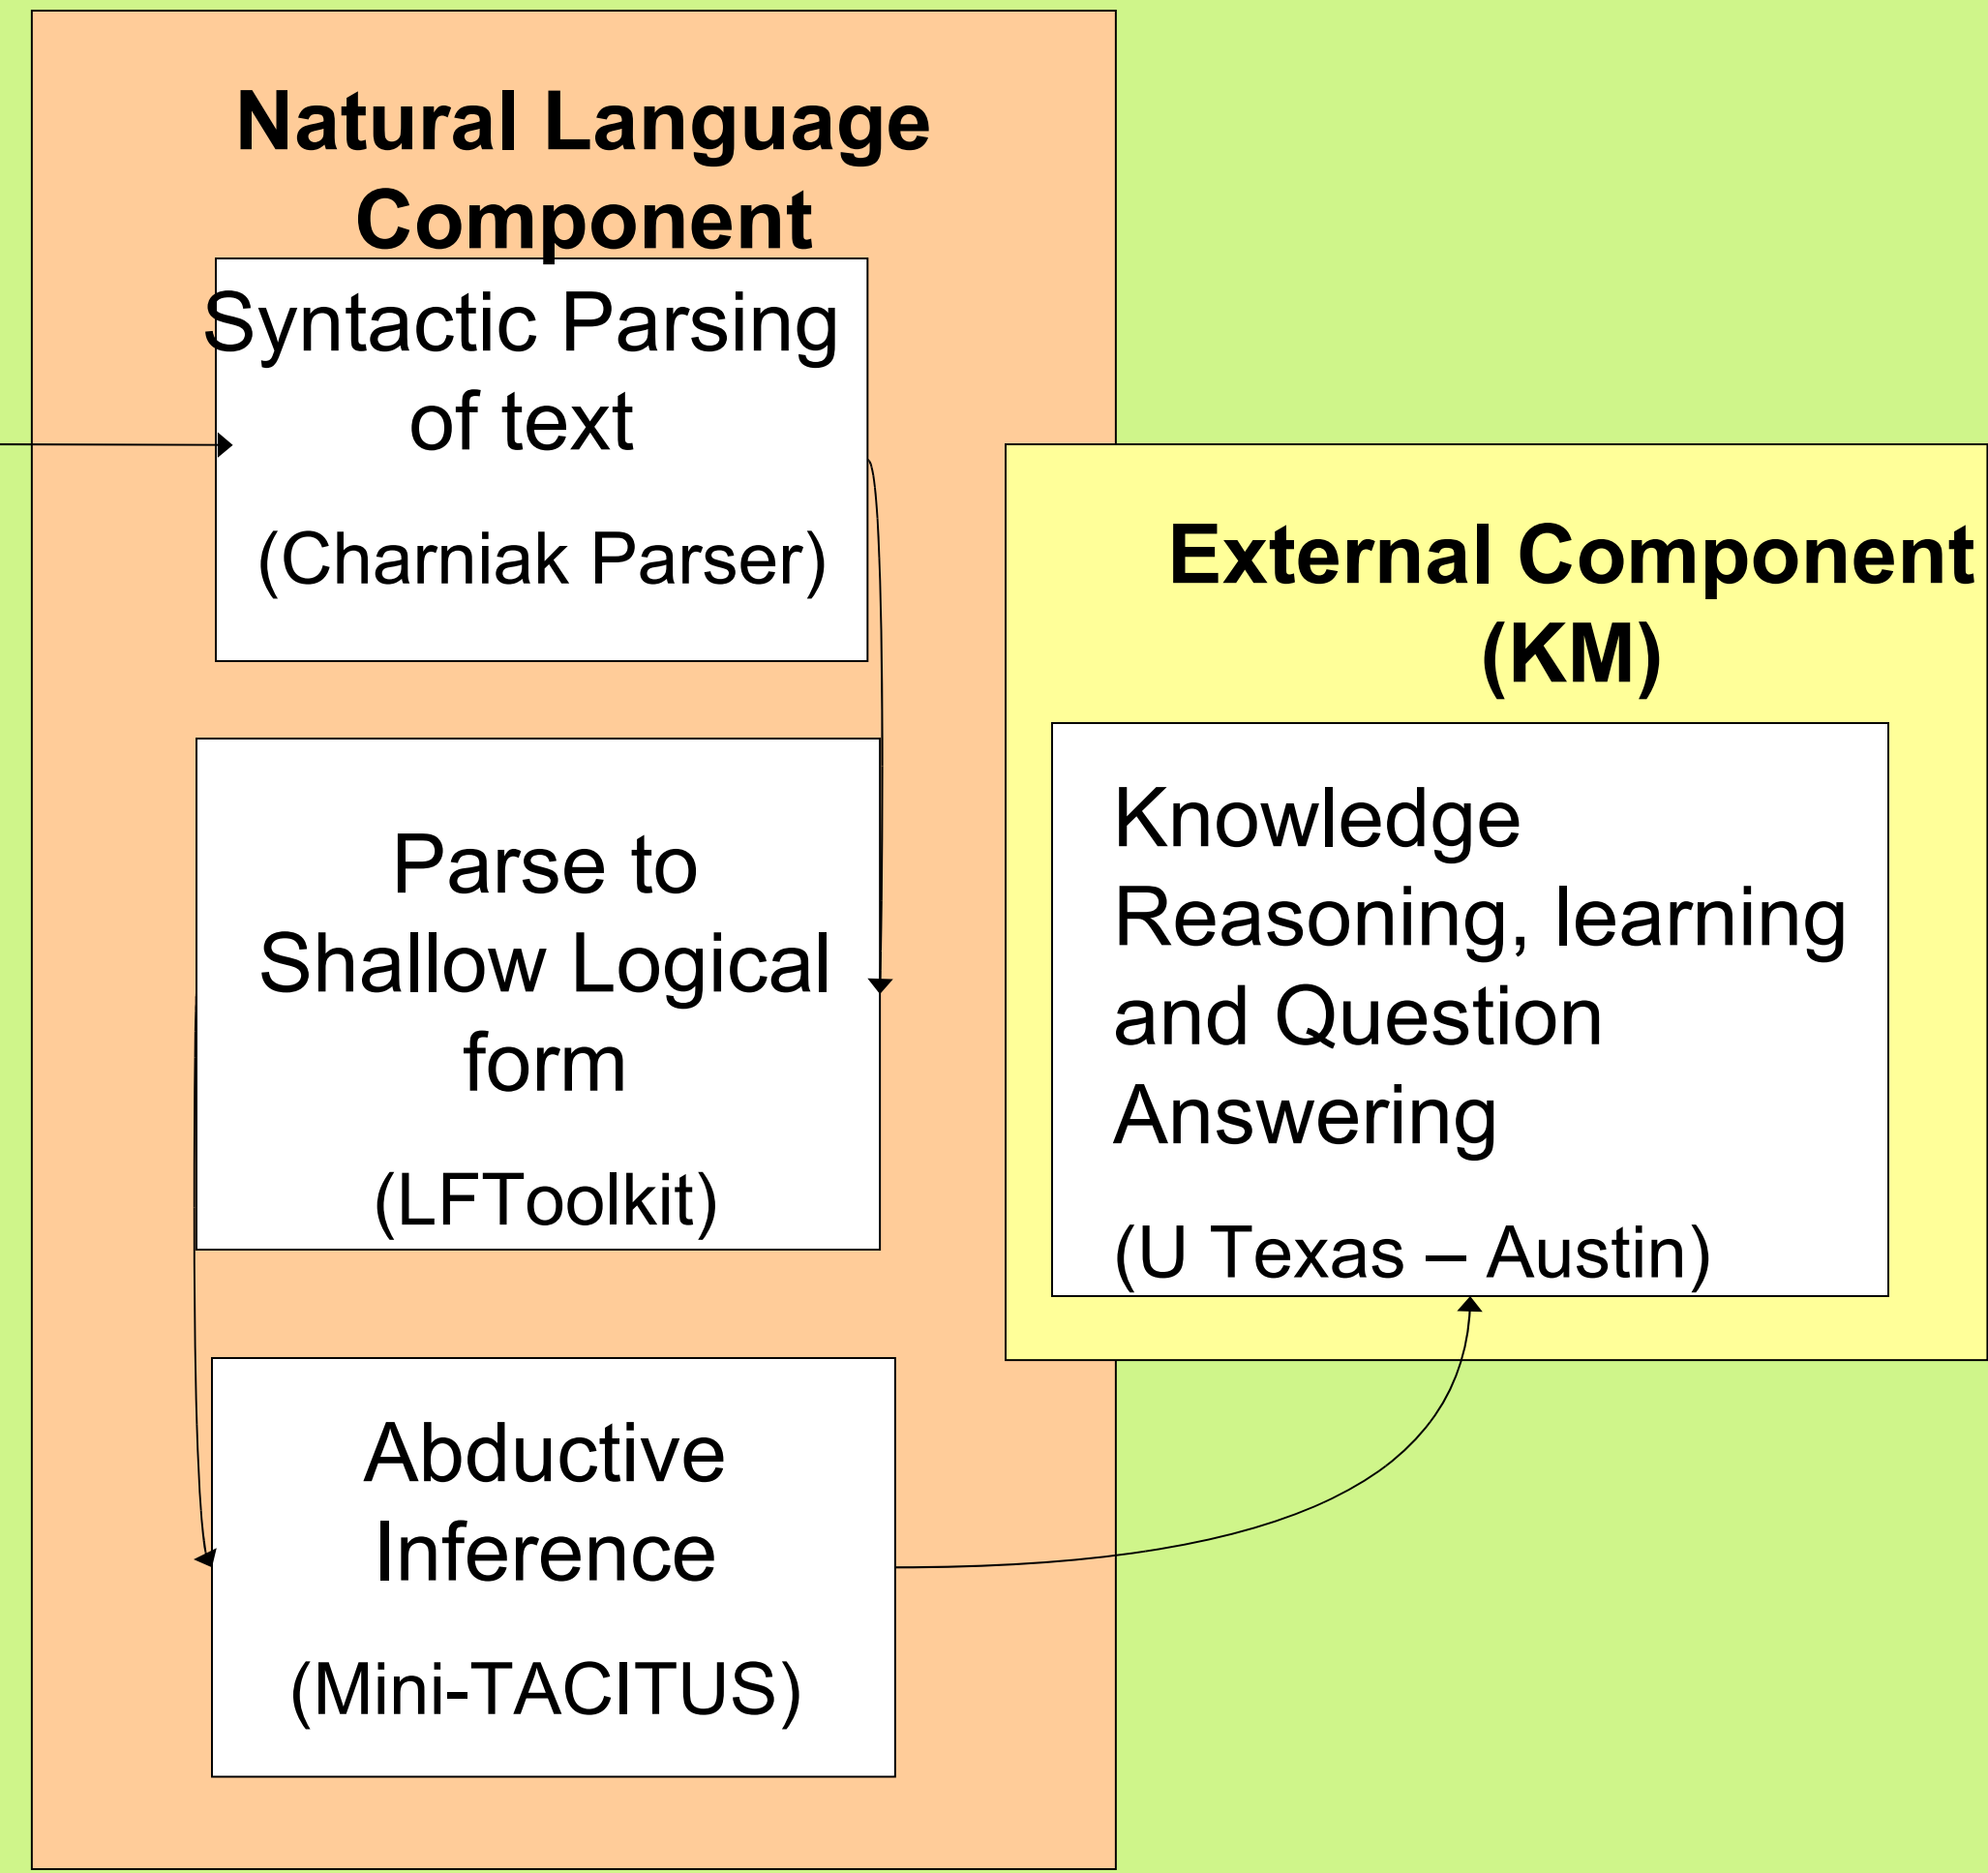 Natural Language
Component
Syntactic Parsing
of text
(Charniak Parser)
Parse to
Shallow Logical
form
(LFToolkit)
Abductive
Inference
(Mini-TACITUS)
External Component
(KM)
Knowledge
Reasoning, learning
and Question
Answering
(U Texas – Austin)